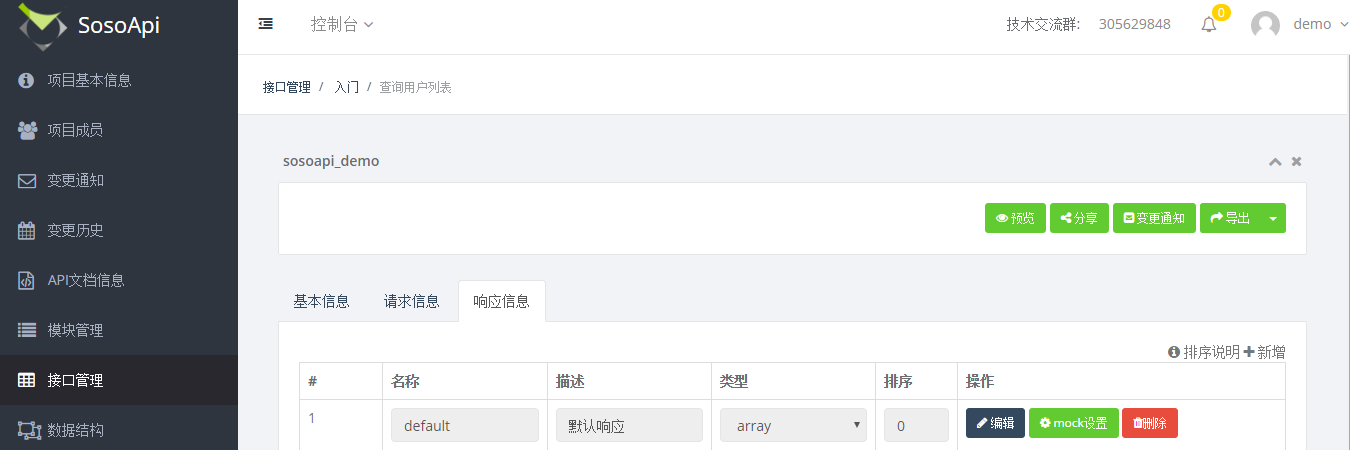 SosoApi
控制台
技术交流群: 305629848
0
demo
项目基本信息
项目成员
变更通知
变更历史
API文档信息
模块管理
接口管理
数据结构
接口管理 / 入门 / 查询用户列表
sosoapi_demo
预览 分享 变更通知 导出
基本信息 请求信息 响应信息
排序说明 新增
# 名称 描述 类型 排序 操作
1 default 默认响应 array 0 编辑 mock设置 删除